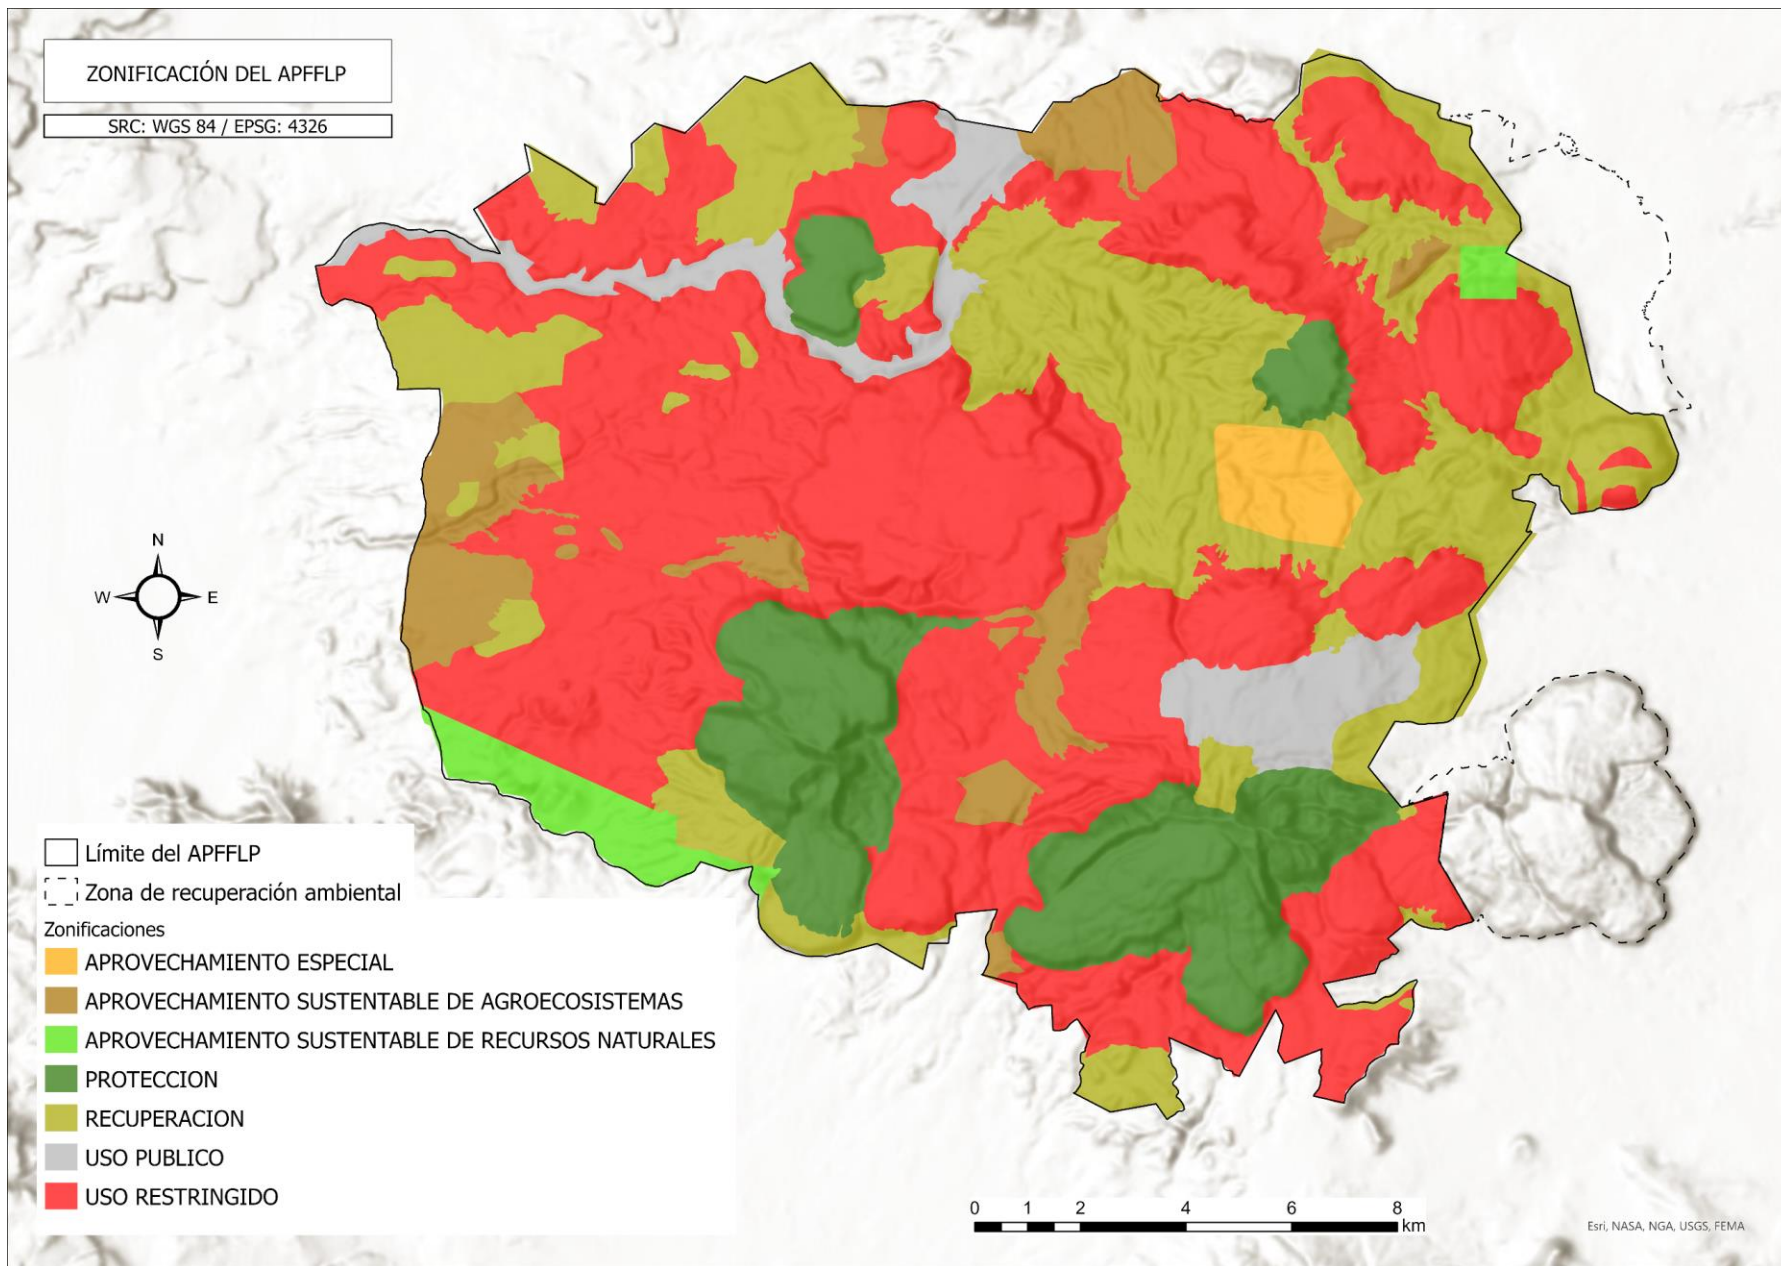 ZONIFICACIÓN DEL APFFLP
SRC: WGS 84 / EPSG: 4326
N
W
E
S
Límite del APFFLP
Zona de recuperación ambiental
Zonificaciones
APROVECHAMIENTO ESPECIAL
APROVECHAMIENTO SUSTENTABLE DE AGROECOSISTEMAS
APROVECHAMIENTO SUSTENTABLE DE RECURSOS NATURALES
PROTECCION
RECUPERACION
USO PUBLICO
USO RESTRINGIDO
0 1 2 4 6 8
km
Esri, NASA, NGA, USGS, FEMA